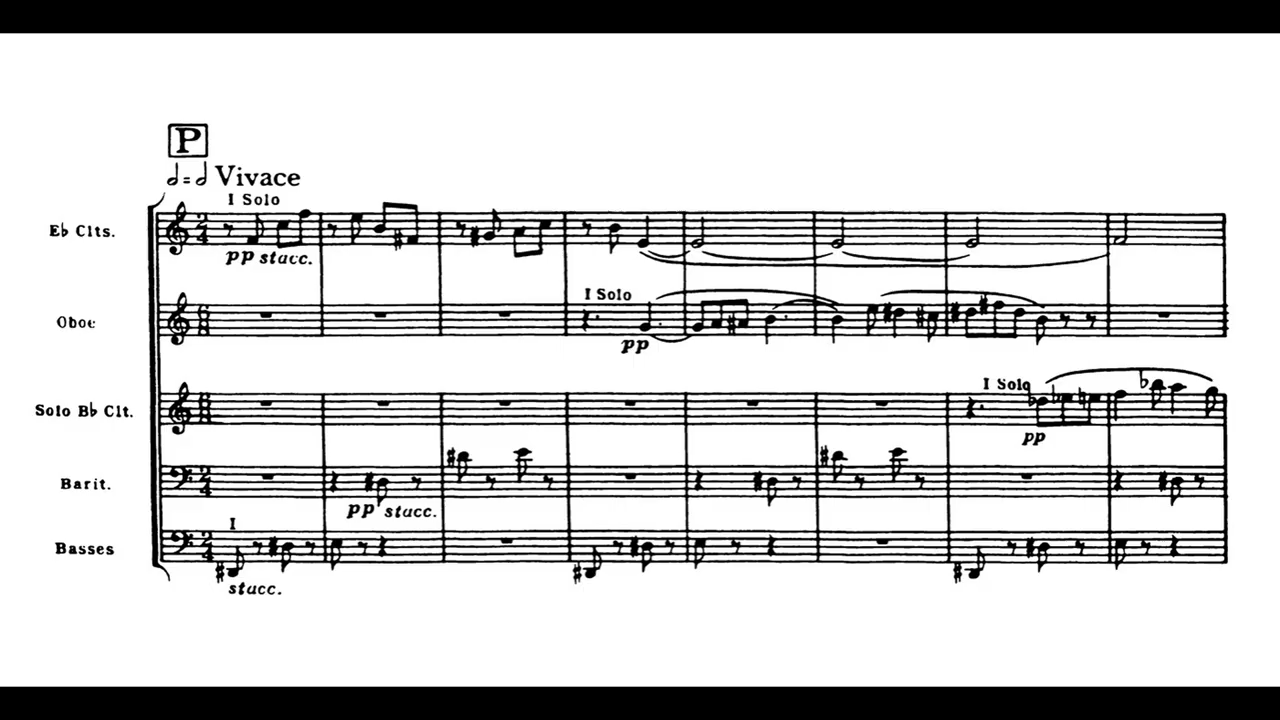 P
𝅗𝅥=𝅗𝅥 Vivace
I Solo
E♭ Clts.
pp stacc.
I Solo
Oboe
pp
I Solo
Solo B♭ Clt.
pp
Barit.
pp stacc.
I
Basses
stacc.